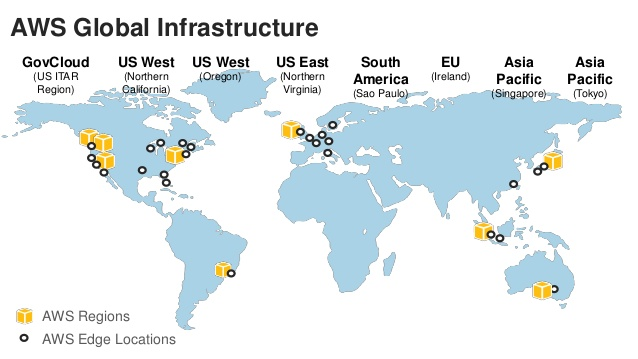 AWS Global Infrastructure
GovCloud
(US ITAR
Region)
US West
(Northern
California)
US West
(Oregon)
US East
(Northern
Virginia)
South
America
(Sao Paulo)
EU
(Ireland)
Asia
Pacific
(Singapore)
Asia
Pacific
(Tokyo)
AWS Regions
AWS Edge Locations